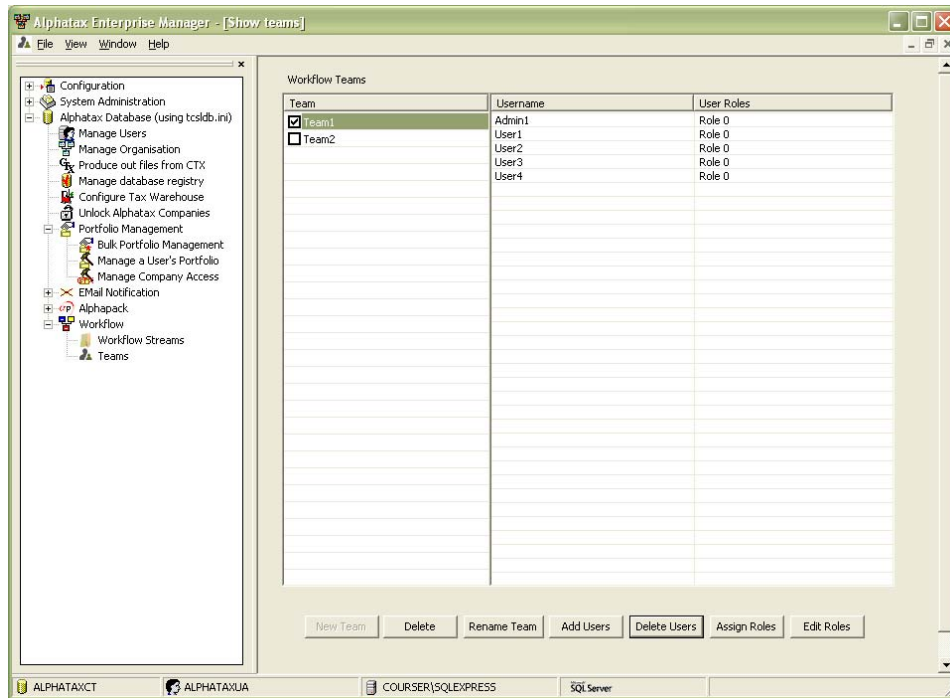 Alphatax Enterprise Manager - [Show teams]
File View Window Help
Configuration
System Administration
Alphatax Database (using tcsldb.ini)
Manage Users
Manage Organisation
Produce out files from CTX
Manage database registry
Configure Tax Warehouse
Unlock Alphatax Companies
Portfolio Management
Bulk Portfolio Management
Manage a User's Portfolio
Manage Company Access
EMail Notification
Alphapack
Workflow
Workflow Streams
Teams
Workflow Teams
Team Username User Roles
Team1 Admin1 Role 0
Team2 User1 Role 0
User2 Role 0
User3 Role 0
User4 Role 0
New Team Delete Rename Team Add Users Delete Users Assign Roles Edit Roles
ALPHATAXCT ALPHATAXUA COURSER\SQLEXPRESS SQL Server